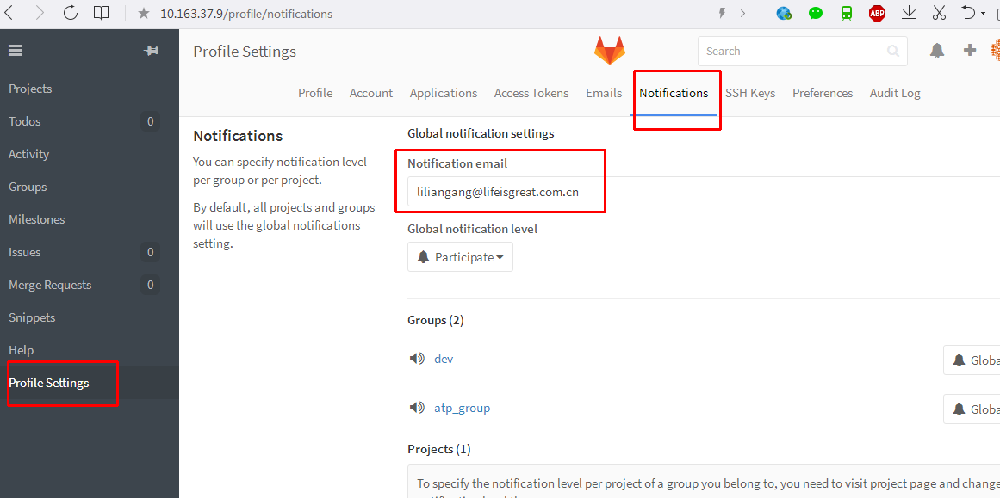 10.163.37.9/profile/notifications
ABP
Profile Settings
Search
Projects
Todos 0
Activity
Groups
Milestones
Issues 0
Merge Requests 0
Snippets
Help
Profile Settings
Profile Account Applications Access Tokens Emails Notifications SSH Keys Preferences Audit Log
Notifications
You can specify notification level
per group or per project.
By default, all projects and groups
will use the global notifications
setting.
Global notification settings
Notification email
liliangang@lifeisgreat.com.cn
Global notification level
Participate
Groups (2)
dev
Globa
atp_group
Globa
Projects (1)
To specify the notification level per project of a group you belong to, you need to visit project page and change